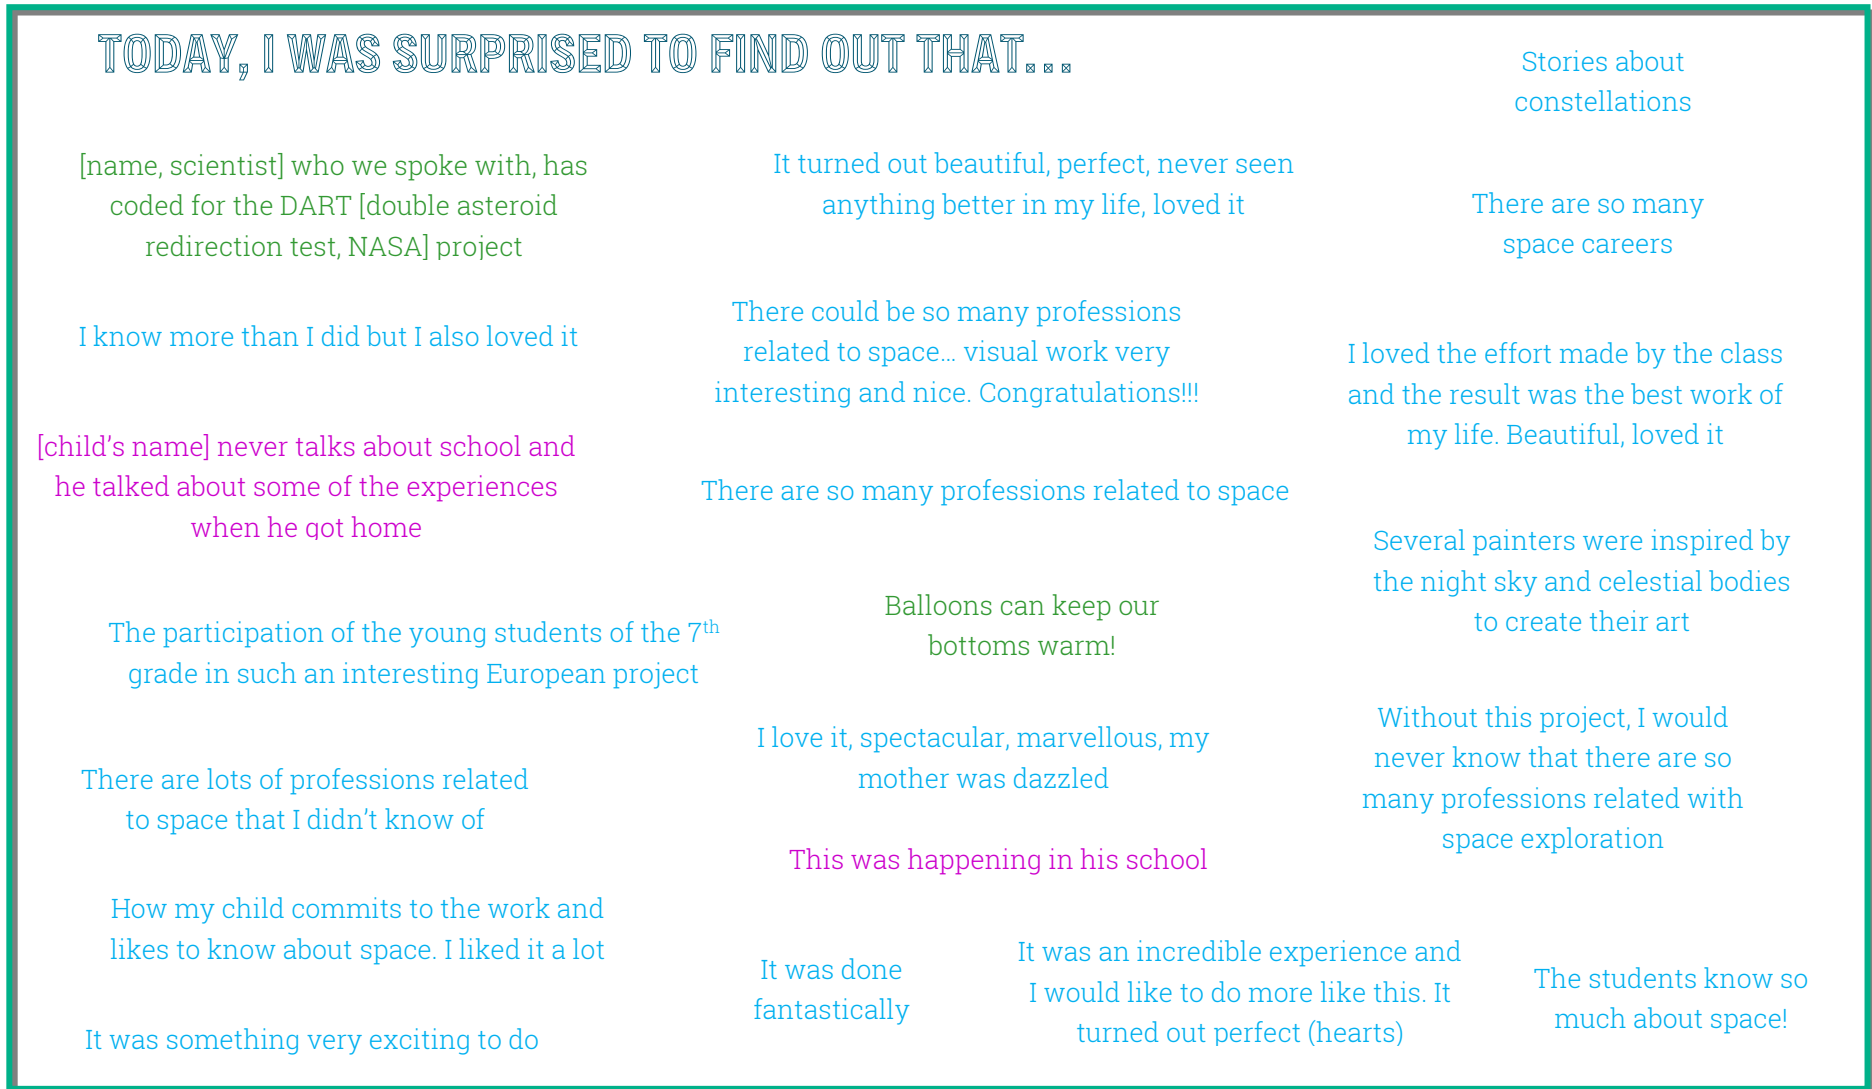 TODAY, I WAS SURPRISED TO FIND OUT THAT...
[name, scientist] who we spoke with, has
coded for the DART [double asteroid
redirection test, NASA] project
I know more than I did but I also loved it
[child's name] never talks about school and
he talked about some of the experiences
when he got home
The participation of the young students of the 7th
grade in such an interesting European project
There are lots of professions related
to space that I didn't know of
How my child commits to the work and
likes to know about space. I liked it a lot
It was something very exciting to do
It turned out beautiful, perfect, never seen
anything better in my life, loved it
There could be so many professions
related to space… visual work very
interesting and nice. Congratulations!!!
There are so many professions related to space
Balloons can keep our
bottoms warm!
I love it, spectacular, marvellous, my
mother was dazzled
This was happening in his school
It was done
fantastically
It was an incredible experience and
I would like to do more like this. It
turned out perfect (hearts)
Stories about
constellations
There are so many
space careers
I loved the effort made by the class
and the result was the best work of
my life. Beautiful, loved it
Several painters were inspired by
the night sky and celestial bodies
to create their art
Without this project, I would
never know that there are so
many professions related with
space exploration
The students know so
much about space!